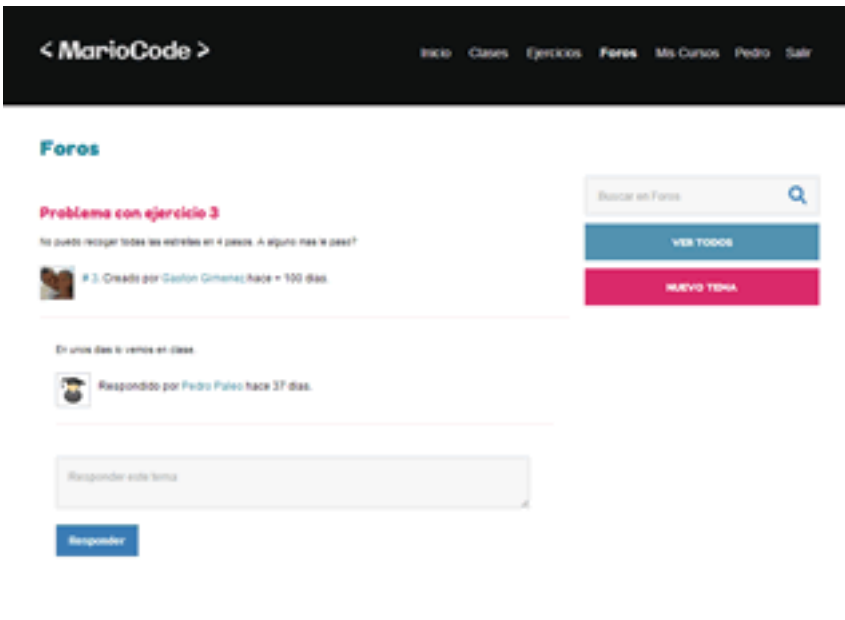 < MarioCode >
Inicio Clases Ejercicios Foros Mis Cursos Pedro Salir
Foros
Buscar en Foros
VER TODOS
NUEVO TEMA
Problema con ejercicio 3
No puedo recoger todas las estrellas en 4 pasos. A alguno mas le paso?
# 3. Creado por Gaston Gimenez hace + 100 dias.
En unos dias lo vemos en clase.
Respondido por Pedro Paleo hace 37 dias.
Responder este tema
Responder